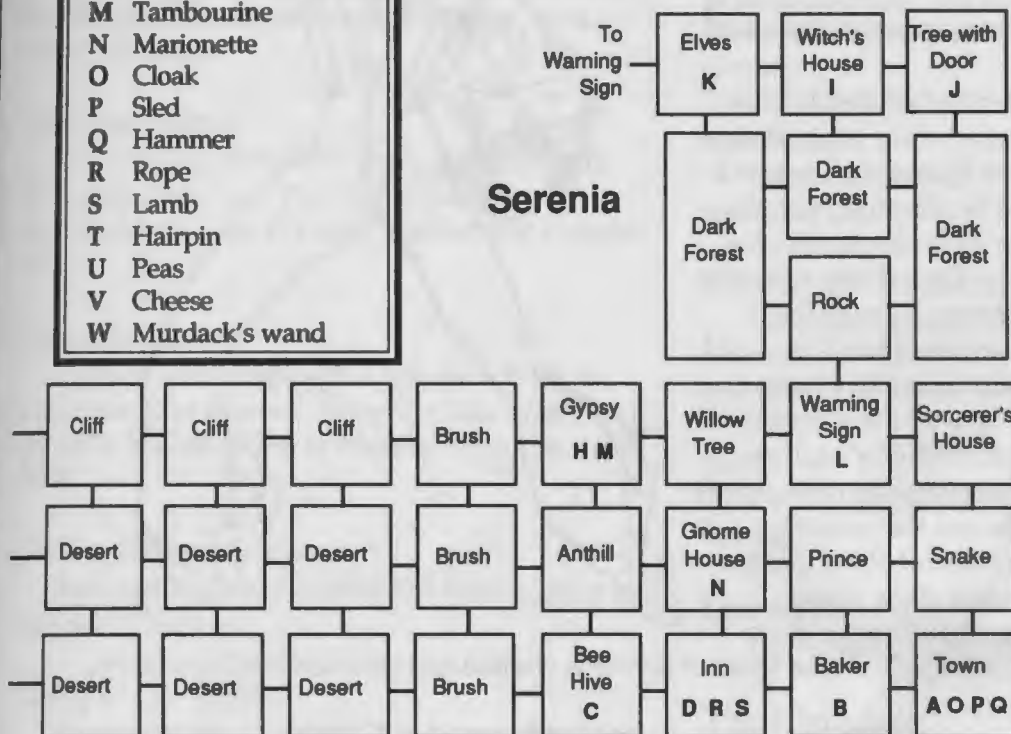 M Tambourine
N Marionette
O Cloak
P Sled
Q Hammer
R Rope
S Lamb
T Hairpin
U Peas
V Cheese
W Murdack's wand
Serenia
To
Warning
Sign
Elves
K
Witch's
House
I
Tree with
Door
J
Dark
Forest
Dark
Forest
Dark
Forest
Rock
Cliff
Cliff
Cliff
Brush
Gypsy
H M
Willow
Tree
Warning
Sign
L
Sorcerer's
House
Desert
Desert
Desert
Brush
Anthill
Gnome
House
N
Prince
Snake
Desert
Desert
Desert
Brush
Bee
Hive
C
Inn
D R S
Baker
B
Town
A O P Q